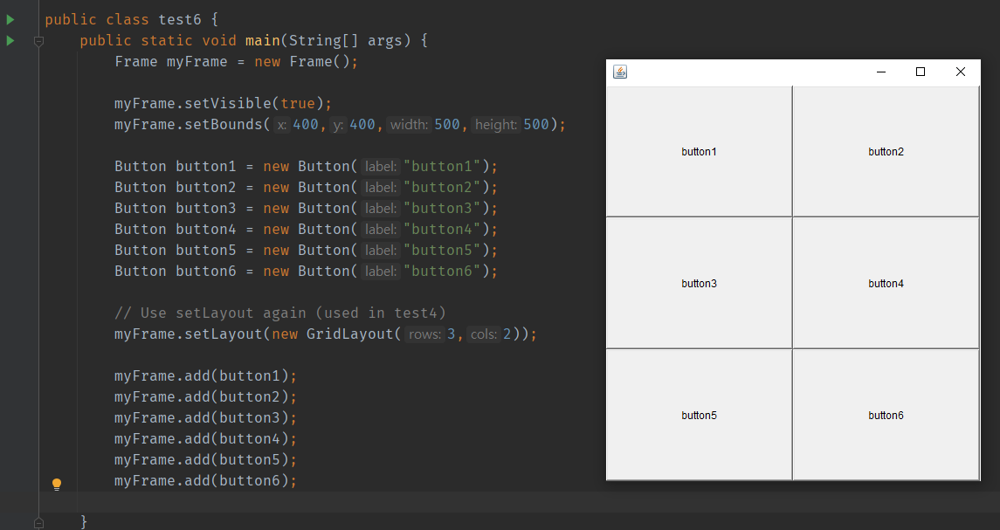 public class test6 {
public static void main(String[] args) {
Frame myFrame = new Frame();
myFrame.setVisible(true);
myFrame.setBounds( x: 400, y: 400, width: 500, height: 500);
Button button1 = new Button( label: "button1");
Button button2 = new Button( label: "button2");
Button button3 = new Button( label: "button3");
Button button4 = new Button( label: "button4");
Button button5 = new Button( label: "button5");
Button button6 = new Button( label: "button6");
// Use setLayout again (used in test4)
myFrame.setLayout(new GridLayout( rows: 3, cols: 2));
myFrame.add(button1);
myFrame.add(button2);
myFrame.add(button3);
myFrame.add(button4);
myFrame.add(button5);
myFrame.add(button6);
}
button1
button2
button3
button4
button5
button6